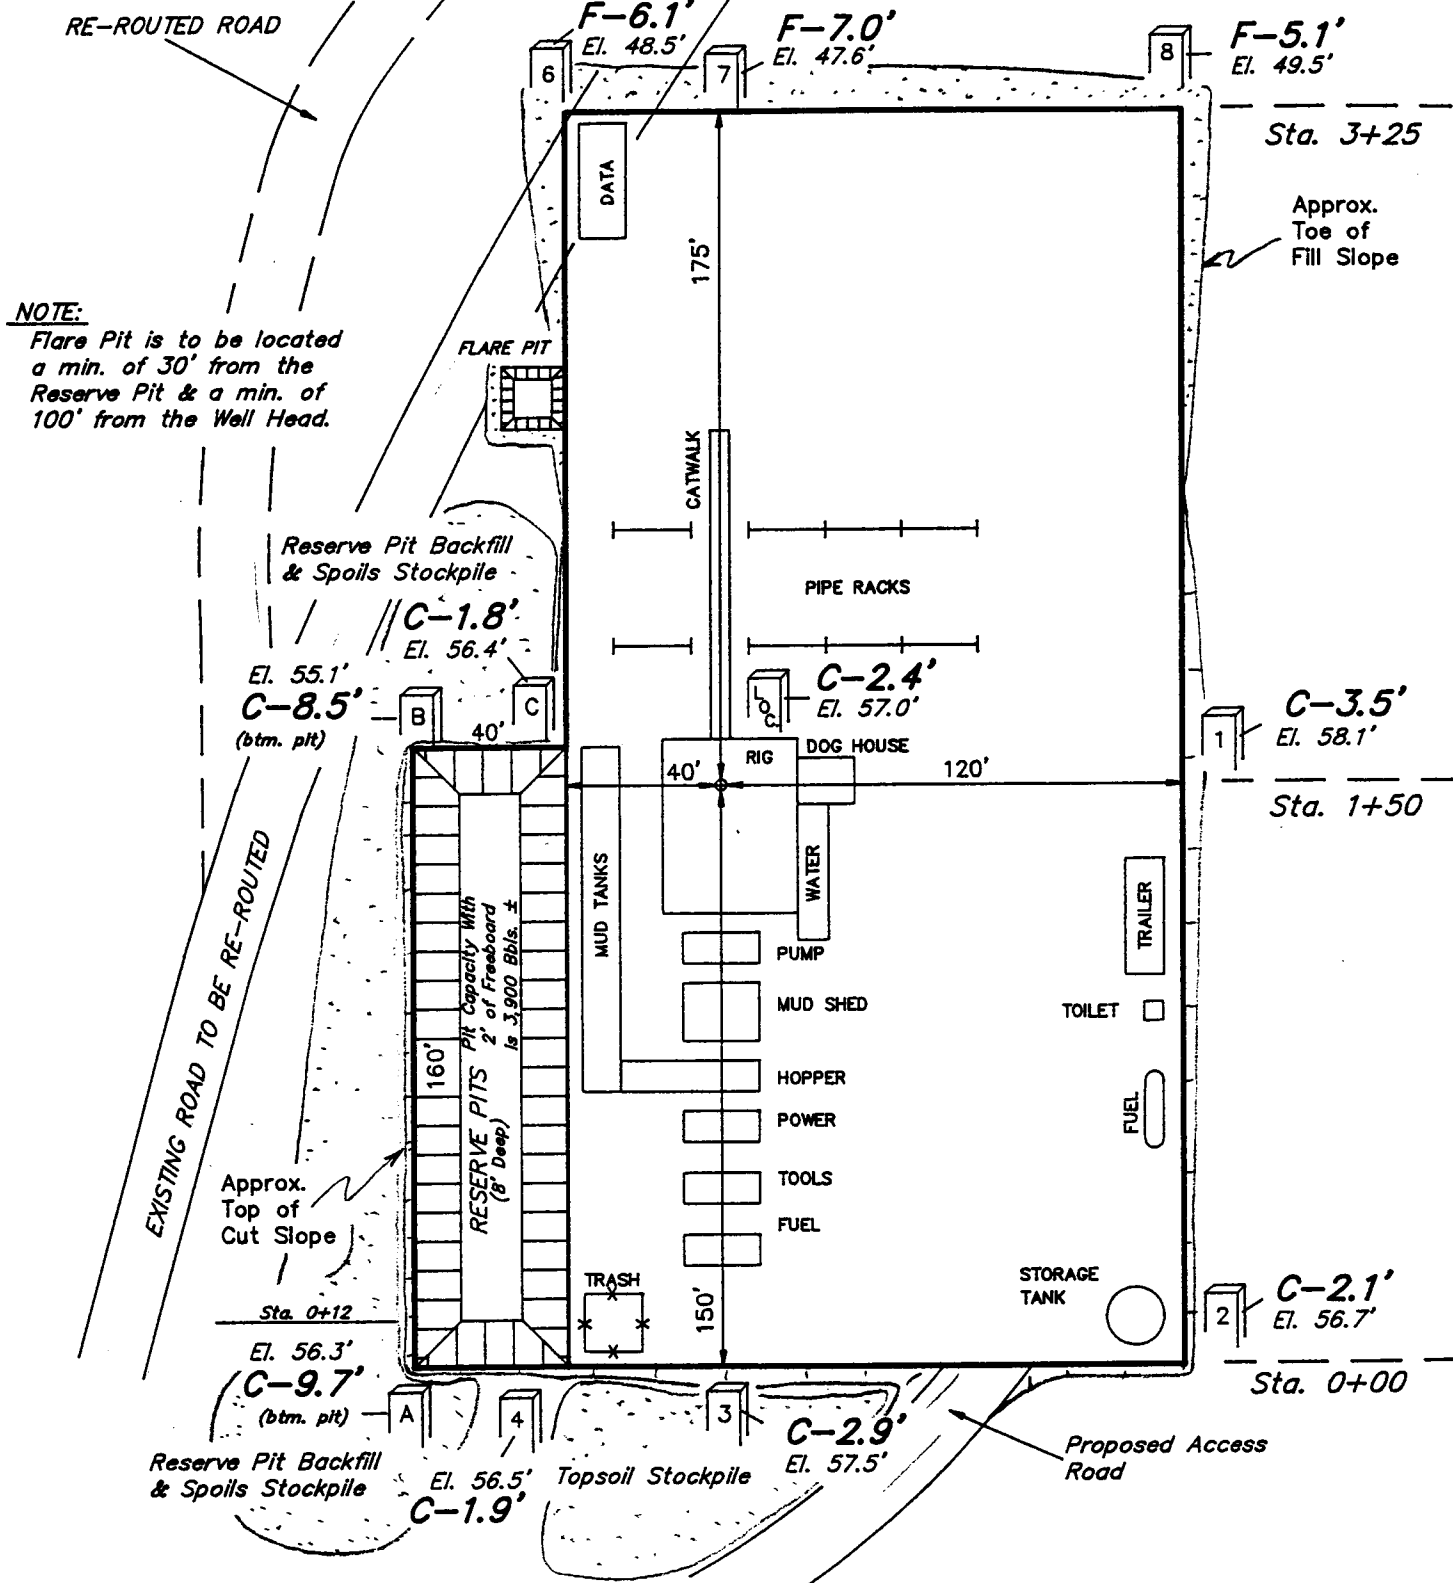 RE-ROUTED ROAD
F-6.1'
El. 48.5'
6
F-7.0'
El. 47.6'
7
8
F-5.1'
El. 49.5'
Sta. 3+25
DATA
175'
Approx.
Toe of
Fill Slope
NOTE:
Flare Pit is to be located
a min. of 30' from the
Reserve Pit & a min. of
100' from the Well Head.
FLARE PIT
CATWALK
Reserve Pit Backfill
& Spoils Stockpile
PIPE RACKS
C-1.8'
El. 56.4'
El. 55.1'
C-8.5'
(btm. pit)
B
C
40'
LOC.
C-2.4'
El. 57.0'
1
C-3.5'
El. 58.1'
RIG
DOG HOUSE
40'
120'
Sta. 1+50
MUD TANKS
WATER
TRAILER
EXISTING ROAD TO BE RE-ROUTED
Pit Capacity With
2' of Freeboard
is 3,900 Bbls. ±
RESERVE PITS
(8' Deep)
160'
PUMP
MUD SHED
TOILET
HOPPER
FUEL
POWER
TOOLS
FUEL
Approx.
Top of
Cut Slope
TRASH
150'
STORAGE
TANK
2
C-2.1'
El. 56.7'
Sta. 0+12
El. 56.3'
C-9.7'
(btm. pit)
A
4
3
Sta. 0+00
C-2.9'
El. 57.5'
Proposed Access
Road
Reserve Pit Backfill
& Spoils Stockpile
El. 56.5'
C-1.9'
Topsoil Stockpile